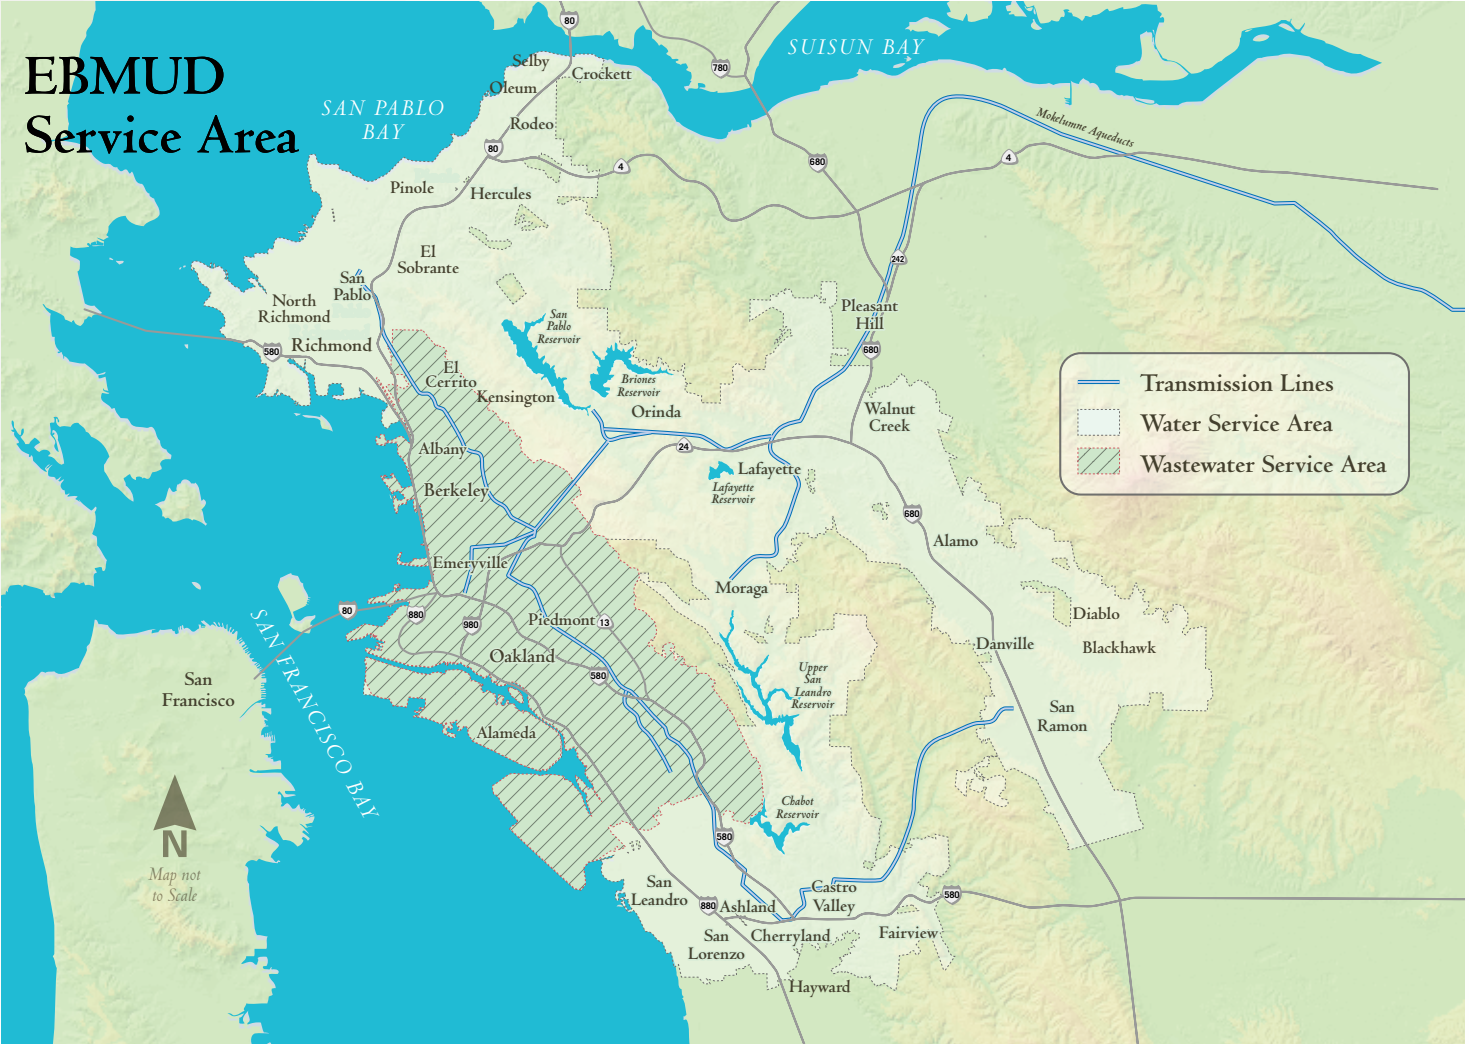 EBMUD
Service Area
SAN PABLO
BAY
SUISUN BAY
80
780
Selby
Crockett
Oleum
Rodeo
80
4
680
4
Mokelumne Aqueducts
Pinole
Hercules
El
Sobrante
242
San
Pablo
North
Richmond
Richmond
580
San
Pablo
Reservoir
Pleasant
Hill
680
El
Cerrito
Kensington
Briones
Reservoir
Orinda
Walnut
Creek
Transmission Lines
Water Service Area
Wastewater Service Area
Albany
24
Lafayette
Lafayette
Reservoir
Berkeley
680
Alamo
Emeryville
Moraga
80
880
980
Piedmont
13
Diablo
Blackhawk
Danville
Oakland
580
Upper
San
Leandro
Reservoir
San
Francisco
SAN FRANCISCO BAY
San
Ramon
Alameda
Chabot
Reservoir
580
N
Map not
to Scale
San
Leandro
880
Ashland
Castro
Valley
580
San
Lorenzo
Cherryland
Fairview
Hayward